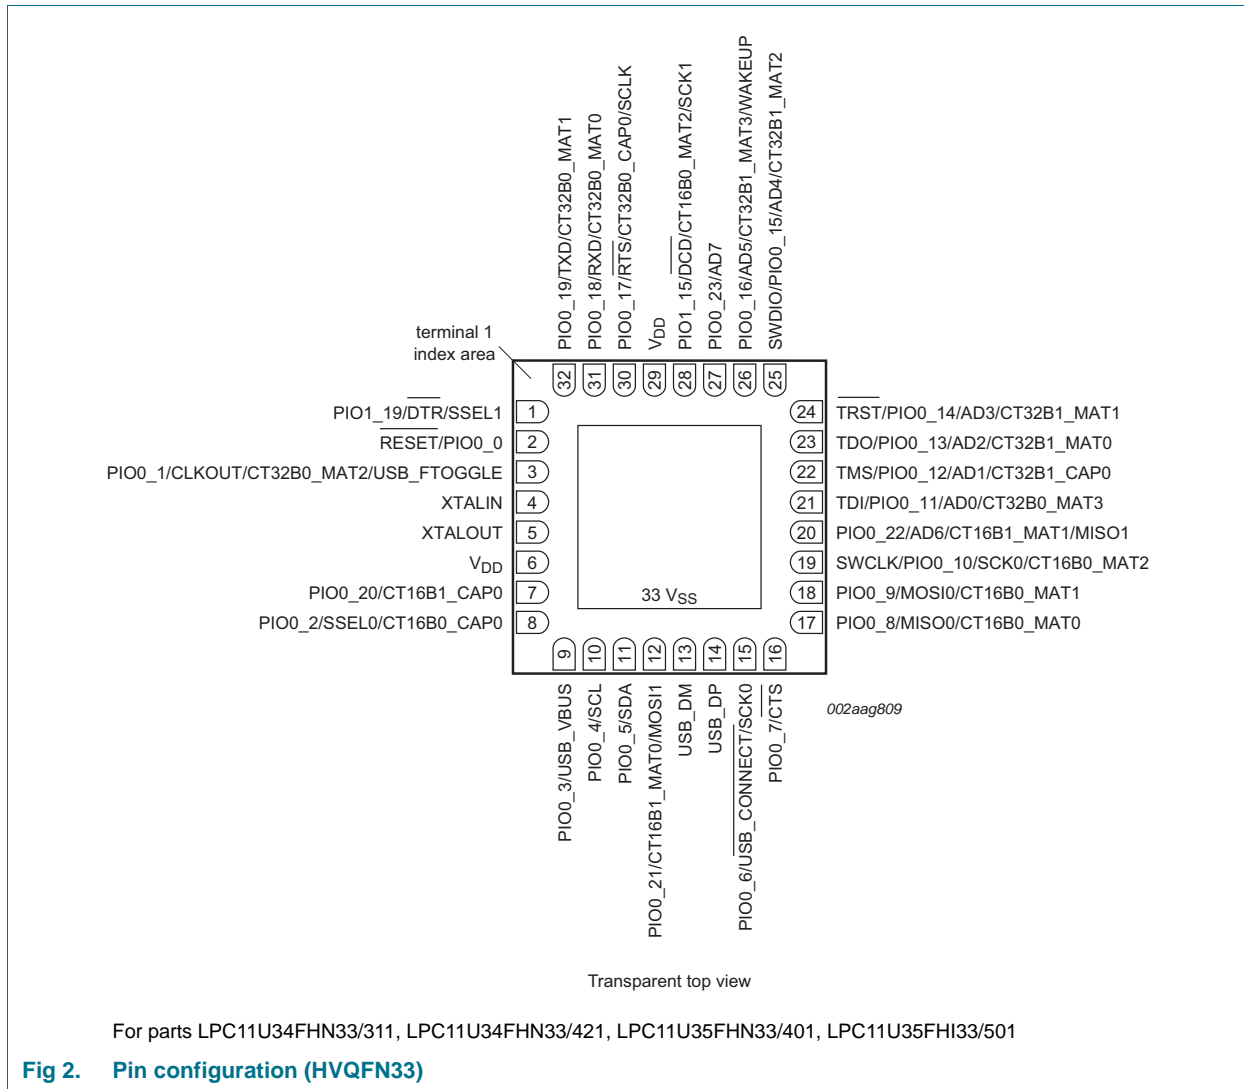 PIO0_19/TXD/CT32B0_MAT1
PIO0_18/RXD/CT32B0_MAT0
PIO0_17/RTS/CT32B0_CAP0/SCLK
VDD
PIO1_15/DCD/CT16B0_MAT2/SCK1
PIO0_23/AD7
PIO0_16/AD5/CT32B1_MAT3/WAKEUP
SWDIO/PIO0_15/AD4/CT32B1_MAT2
terminal 1
index area
32
31
30
29
28
27
26
25
PIO1_19/DTR/SSEL1 1
RESET/PIO0_0 2
PIO0_1/CLKOUT/CT32B0_MAT2/USB_FTOGGLE 3
XTALIN 4
XTALOUT 5
VDD 6
PIO0_20/CT16B1_CAP0 7
PIO0_2/SSEL0/CT16B0_CAP0 8
24 TRST/PIO0_14/AD3/CT32B1_MAT1
23 TDO/PIO0_13/AD2/CT32B1_MAT0
22 TMS/PIO0_12/AD1/CT32B1_CAP0
21 TDI/PIO0_11/AD0/CT32B0_MAT3
20 PIO0_22/AD6/CT16B1_MAT1/MISO1
19 SWCLK/PIO0_10/SCK0/CT16B0_MAT2
18 PIO0_9/MOSI0/CT16B0_MAT1
17 PIO0_8/MISO0/CT16B0_MAT0
33 VSS
9
10
11
12
13
14
15
16
PIO0_3/USB_VBUS
PIO0_4/SCL
PIO0_5/SDA
PIO0_21/CT16B1_MAT0/MOSI1
USB_DM
USB_DP
PIO0_6/USB_CONNECT/SCK0
PIO0_7/CTS
002aag809
Transparent top view
For parts LPC11U34FHN33/311, LPC11U34FHN33/421, LPC11U35FHN33/401, LPC11U35FHI33/501
Fig 2. Pin configuration (HVQFN33)